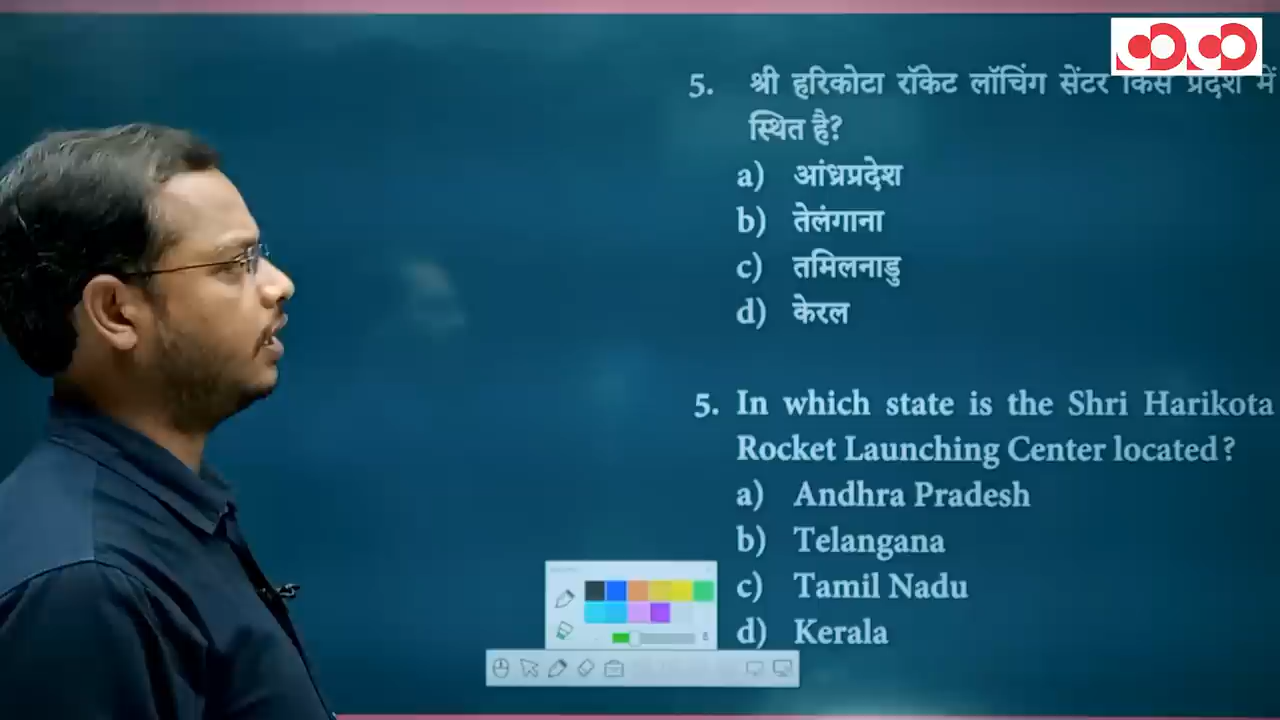 5. श्री हरिकोटा रॉकेट लॉचिंग सेंटर किस प्रदेश में
स्थित है?
a) आंध्रप्रदेश
b) तेलंगाना
c) तमिलनाडु
d) केरल
5. In which state is the Shri Harikota
Rocket Launching Center located?
a) Andhra Pradesh
b) Telangana
c) Tamil Nadu
d) Kerala
6